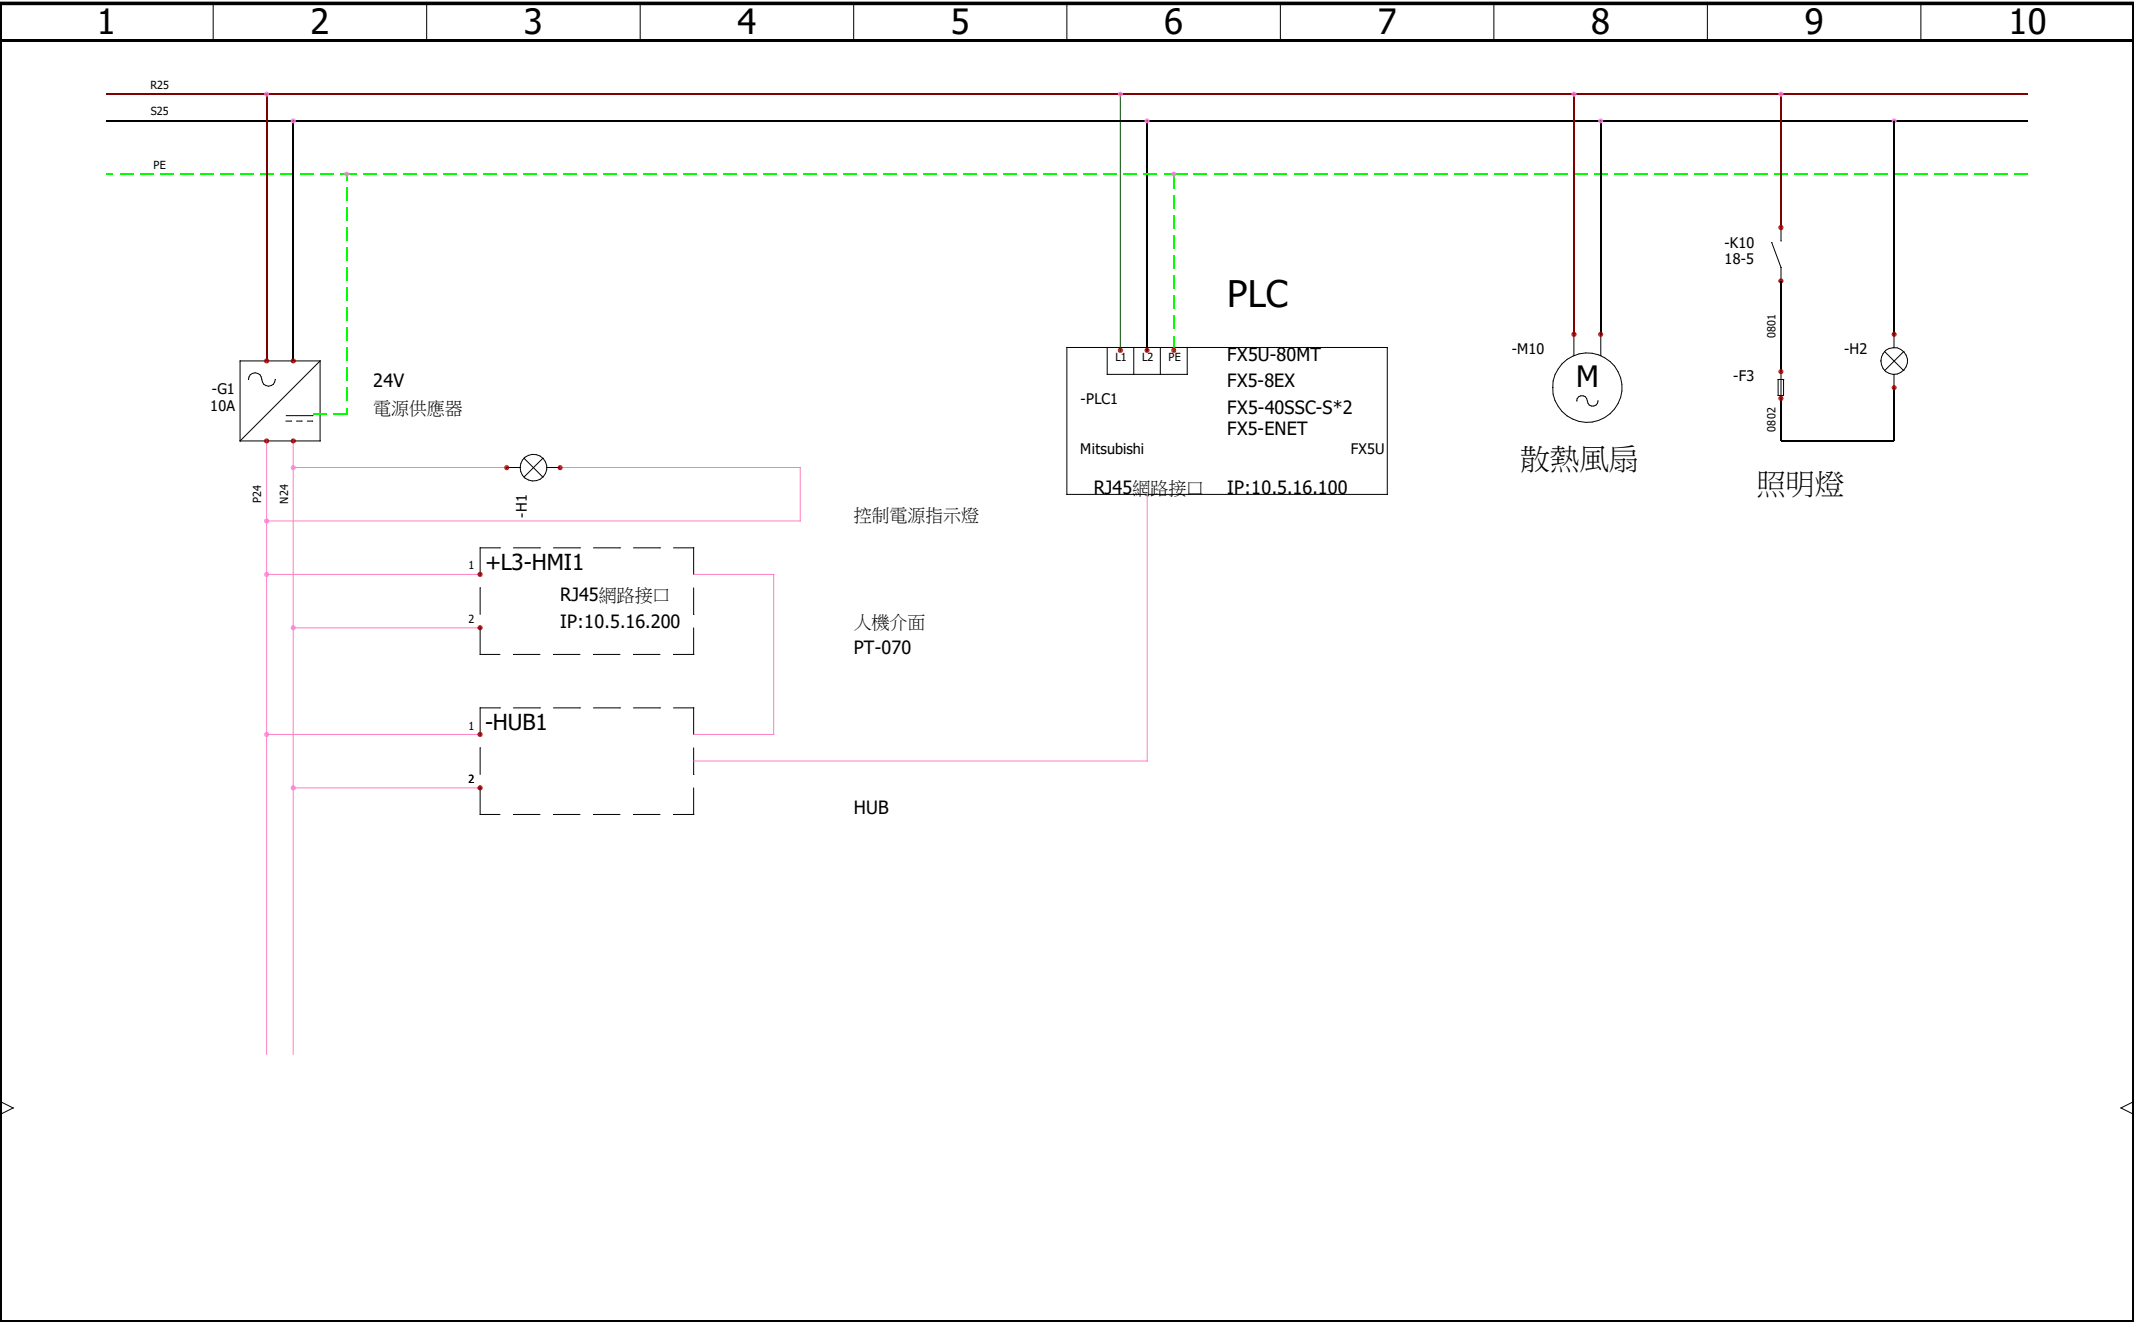 1 2 3 4 5 6 7 8 9 10
R25
S25
PE
-K10
18-5
PLC
0801
-M10
M
-H2
L1 L2 PE
FX5U-80MT
-G1
10A
24V
電源供應器
FX5-8EX
-PLC1
FX5-40SSC-S*2
FX5-ENET
-F3
0802
Mitsubishi
FX5U
散熱風扇
照明燈
RJ45網路接口 IP:10.5.16.100
P24
N24
-H1
控制電源指示燈
1
+L3-HMI1
RJ45網路接口
IP:10.5.16.200
2
人機介面
PT-070
1
-HUB1
2
HUB